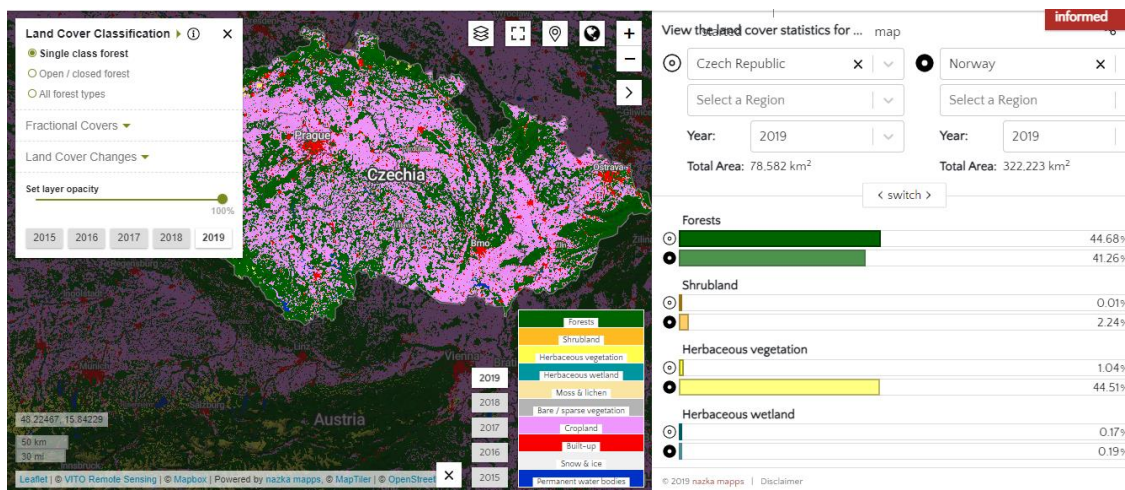 Land Cover Classification
Single class forest
Open / closed forest
All forest types
Fractional Covers
Land Cover Changes
Set layer opacity
100%
2015 2016 2017 2018 2019
Prague
Czechia
Ostrava
Brno
Zlín
Linz
Vienna
Munich
Salzburg
Austria
Innsbruck
48.22467, 15.84229
50 km
30 mi
2019
2018
2017
2016
2015
Forests
Shrubland
Herbaceous vegetation
Herbaceous wetland
Moss & lichen
Bare / sparse vegetation
Cropland
Built-up
Snow & ice
Permanent water bodies
Leaflet | © VITO Remote Sensing | © Mapbox | Powered by nazka mapps, © MapTiler | © OpenStreet
informed
View the land cover statistics for ... map
Czech Republic
Select a Region
Year: 2019
Total Area: 78,582 km²
Norway
Select a Region
Year: 2019
Total Area: 322,223 km²
< switch >
Forests
44.68%
41.26%
Shrubland
0.01%
2.24%
Herbaceous vegetation
1.04%
44.51%
Herbaceous wetland
0.17%
0.19%
© 2019 nazka mapps | Disclaimer